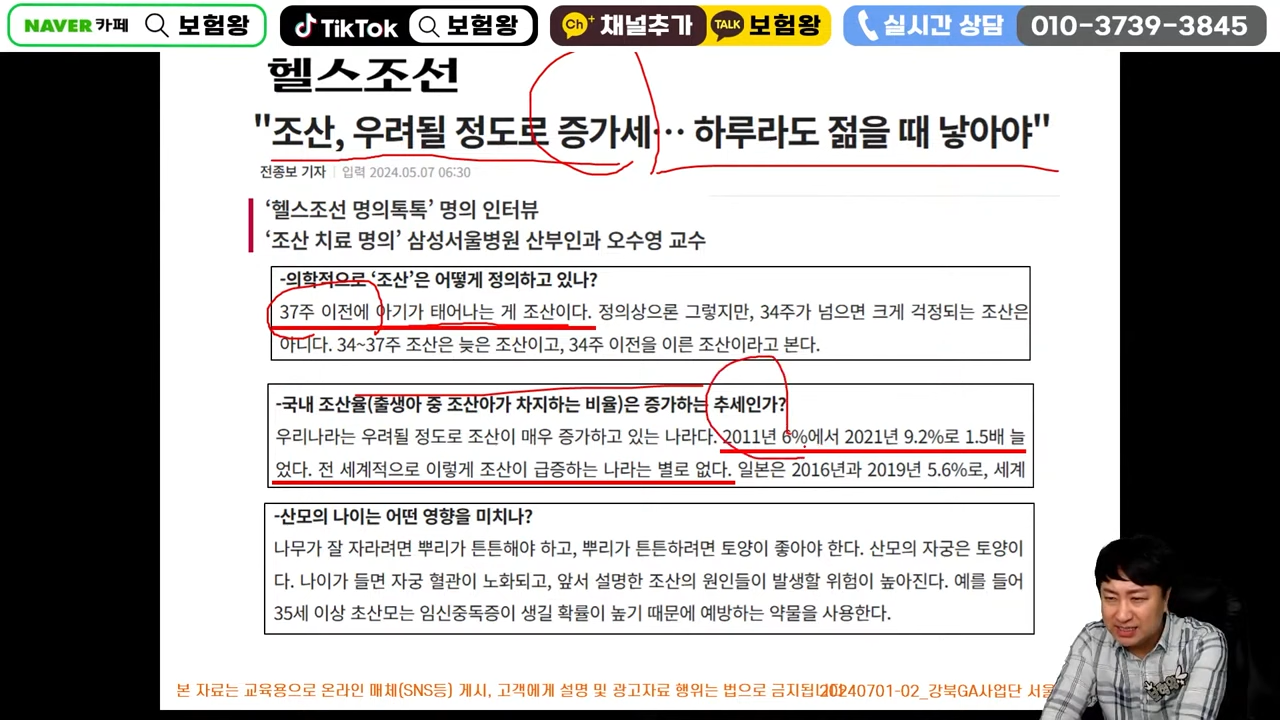 NAVER 카페 보험왕 TikTok 보험왕 Ch+ 채널추가 TALK 보험왕 실시간 상담 010-3739-3845
헬스조선
"조산, 우려될 정도로 증가세… 하루라도 젊을 때 낳아야"
전종보 기자 | 입력 2024.05.07 06:30
‘헬스조선 명의톡톡’ 명의 인터뷰
‘조산 치료 명의’ 삼성서울병원 산부인과 오수영 교수
-의학적으로 ‘조산’은 어떻게 정의하고 있나?
37주 이전에 아기가 태어나는 게 조산이다. 정의상으론 그렇지만, 34주가 넘으면 크게 걱정되는 조산은
아니다. 34~37주 조산은 늦은 조산이고, 34주 이전을 이른 조산이라고 본다.
-국내 조산율(출생아 중 조산아가 차지하는 비율)은 증가하는 추세인가?
우리나라는 우려될 정도로 조산이 매우 증가하고 있는 나라다. 2011년 6%에서 2021년 9.2%로 1.5배 늘
었다. 전 세계적으로 이렇게 조산이 급증하는 나라는 별로 없다. 일본은 2016년과 2019년 5.6%로, 세계
-산모의 나이는 어떤 영향을 미치나?
나무가 잘 자라려면 뿌리가 튼튼해야 하고, 뿌리가 튼튼하려면 토양이 좋아야 한다. 산모의 자궁은 토양이
다. 나이가 들면 자궁 혈관이 노화되고, 앞서 설명한 조산의 원인들이 발생할 위험이 높아진다. 예를 들어
35세 이상 초산모는 임신중독증이 생길 확률이 높기 때문에 예방하는 약물을 사용한다.
본 자료는 교육용으로 온라인 매체(SNS등) 게시, 고객에게 설명 및 광고자료 행위는 법으로 금지됩니다. 20240701-02_강북GA사업단 서울